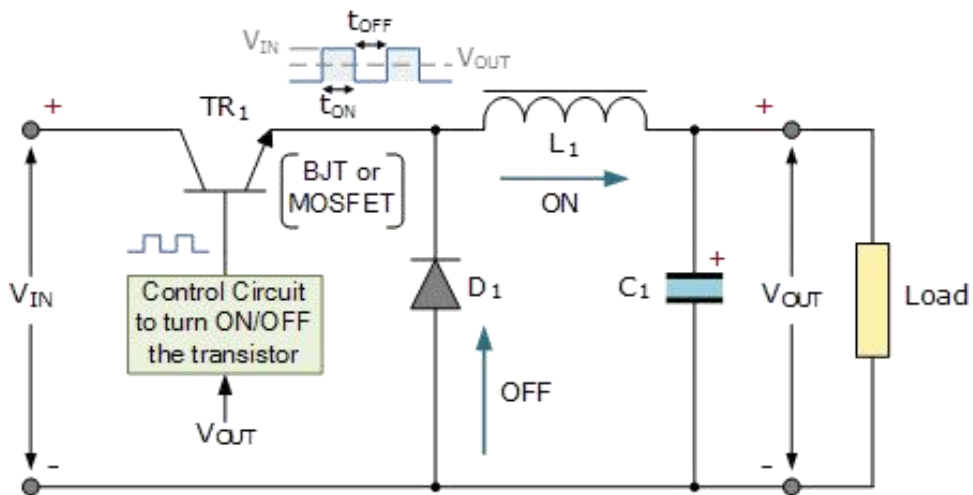 tOFF
VIN
VOUT
tON
+
TR1
+
L1
BJT or
MOSFET
ON
+
VIN
Control Circuit
to turn ON/OFF
the transistor
D1
C1
VOUT
Load
OFF
VOUT
-
-